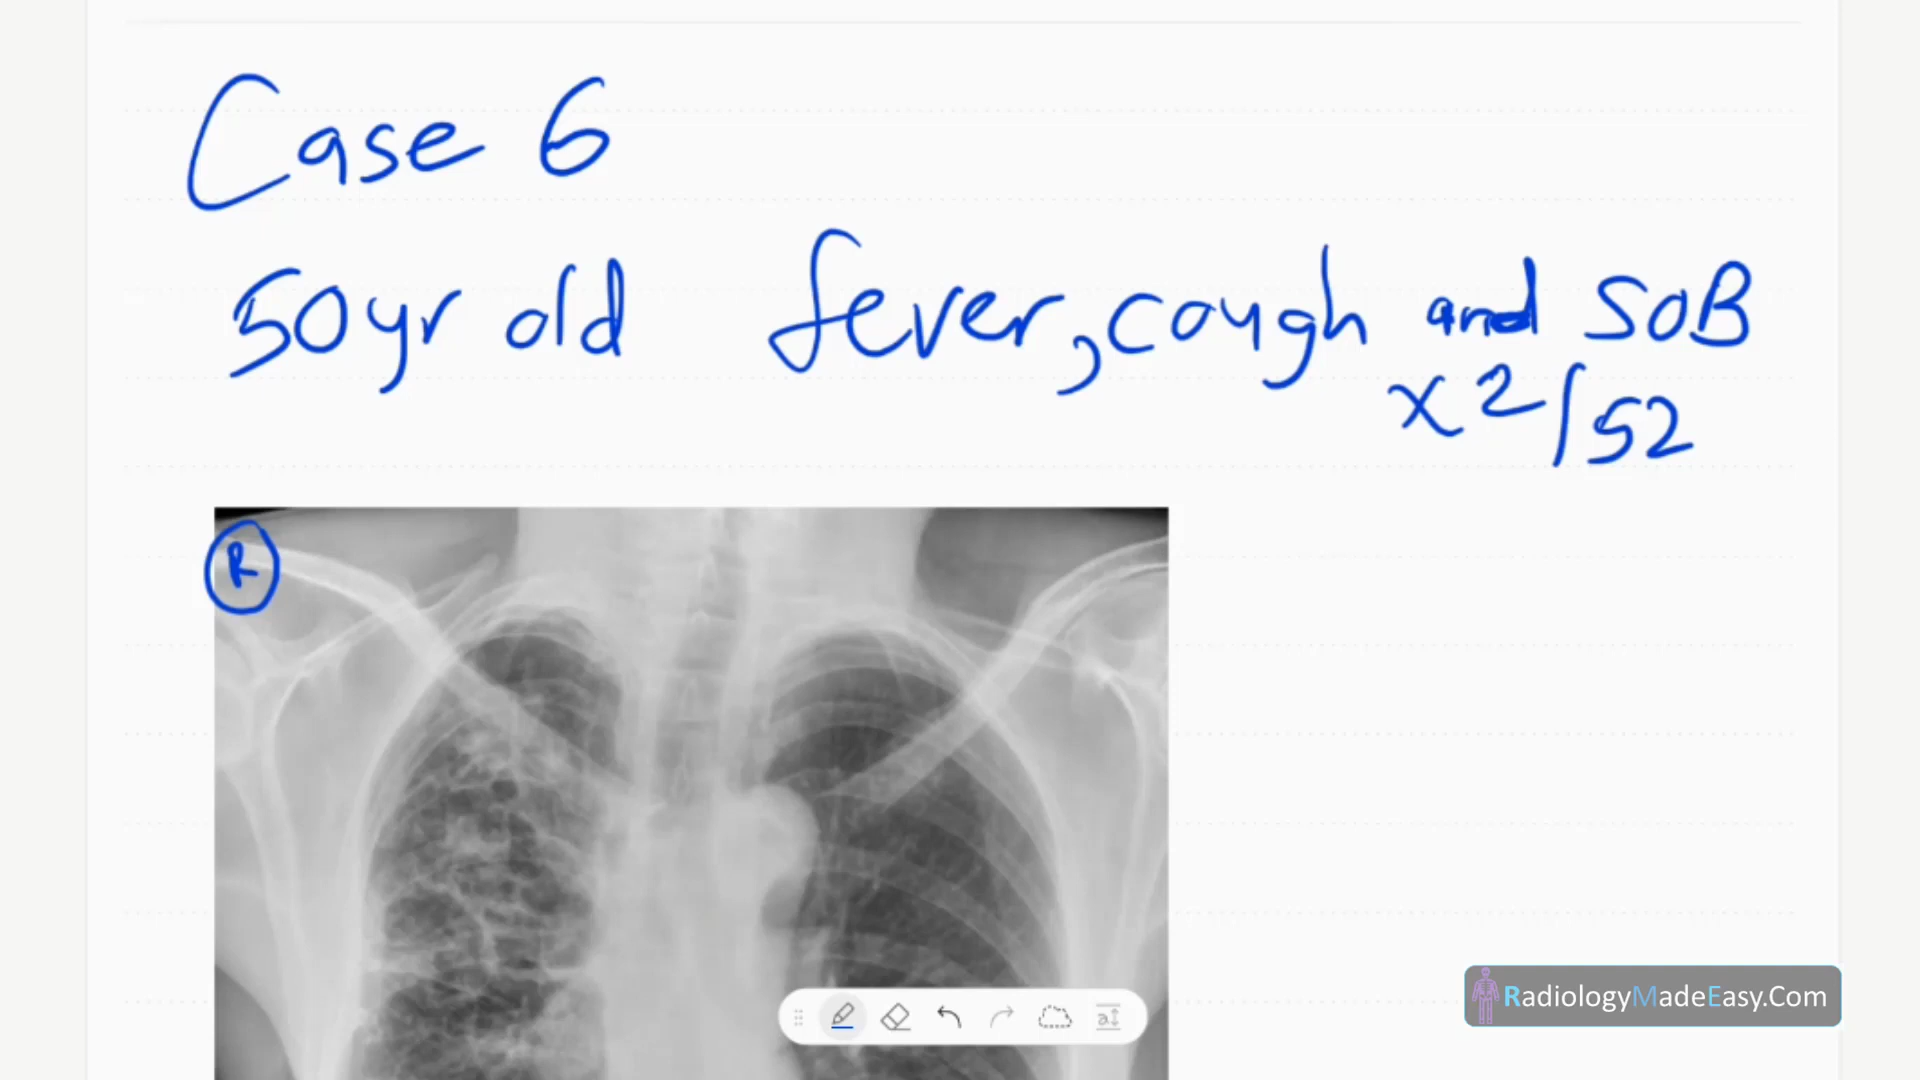 Case 6
50yr old fever, cough and SOB
x 2/52
R
RadiologyMadeEasy.Com